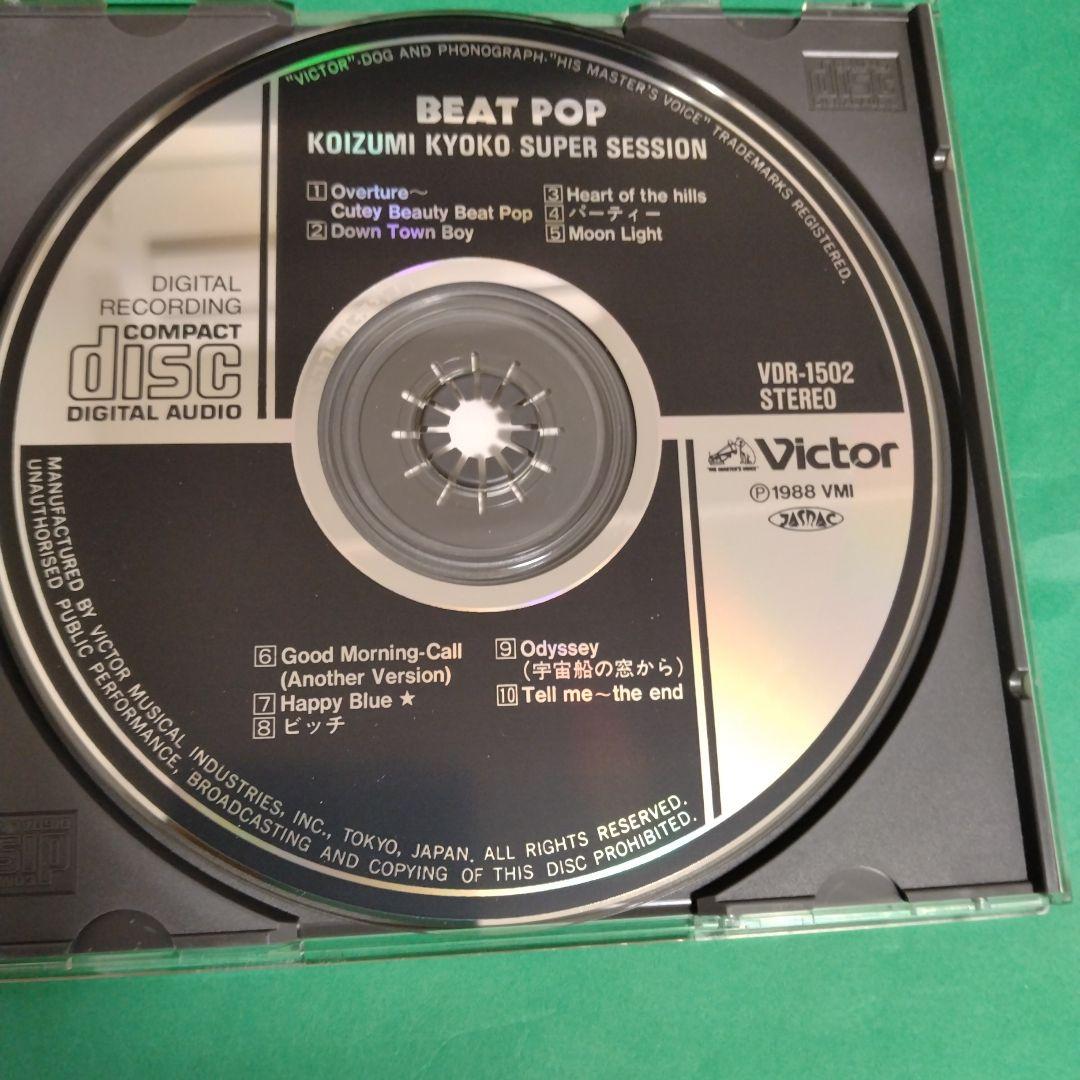 "VICTOR"·DOG AND PHONOGRAPH·"HIS MASTER'S VOICE" TRADEMARKS REGISTERED.
BEAT POP
KOIZUMI KYOKO SUPER SESSION
1 Overture〜
Cutey Beauty Beat Pop
2 Down Town Boy
3 Heart of the hills
4 パーティー
5 Moon Light
DIGITAL
RECORDING
COMPACT
disc
DIGITAL AUDIO
VDR-1502
STEREO
"HIS MASTER'S VOICE"
Victor
Ⓟ1988 VMI
JASRAC
6 Good Morning-Call
(Another Version)
7 Happy Blue ★
8 ビッチ
9 Odyssey
(宇宙船の窓から)
10 Tell me〜the end
MANUFACTURED BY VICTOR MUSICAL INDUSTRIES, INC., TOKYO, JAPAN. ALL RIGHTS RESERVED.
UNAUTHORISED PUBLIC PERFORMANCE, BROADCASTING AND COPYING OF THIS DISC PROHIBITED.
disc